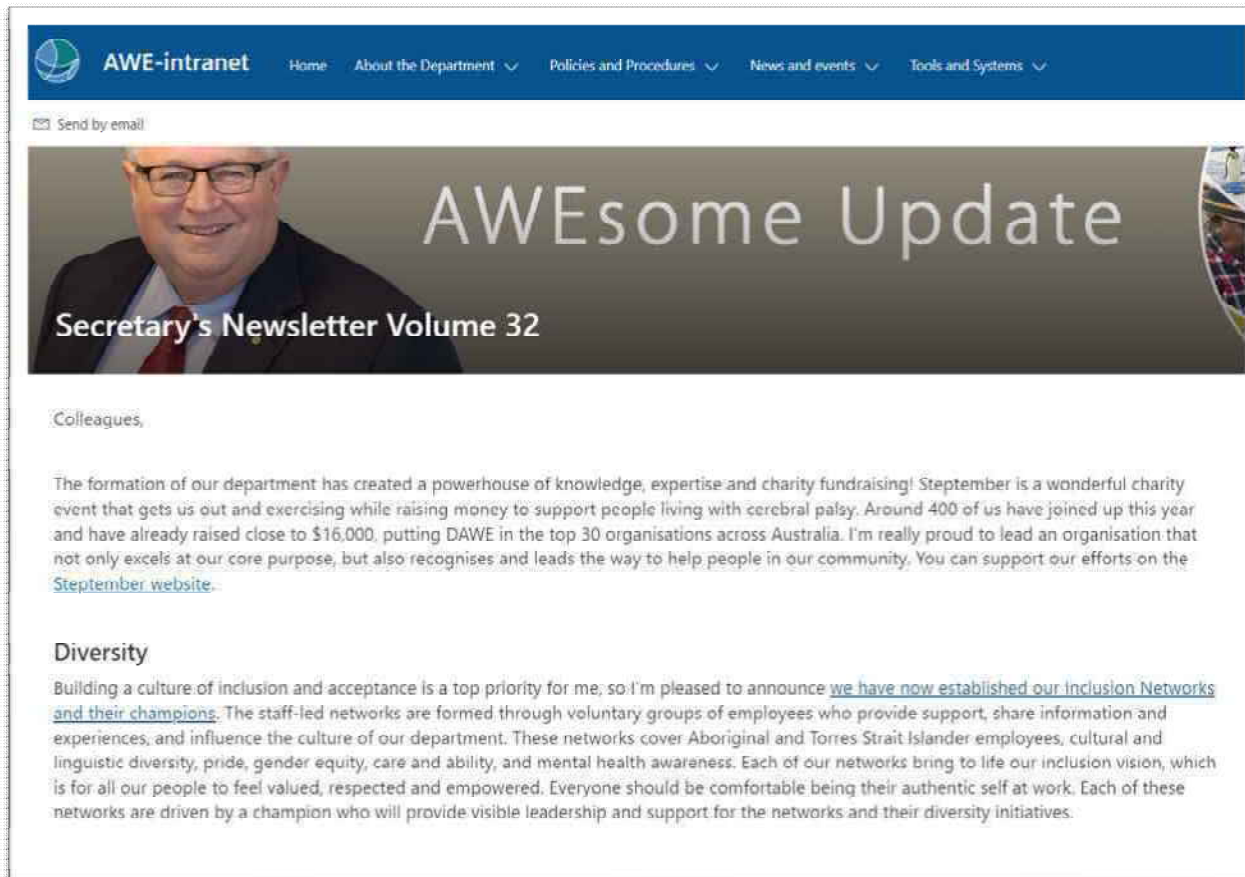 AWE-intranet Home About the Department Policies and Procedures News and events Tools and Systems
Send by email
AWEsome Update
Secretary's Newsletter Volume 32
Colleagues,
The formation of our department has created a powerhouse of knowledge, expertise and charity fundraising! Steptember is a wonderful charity
event that gets us out and exercising while raising money to support people living with cerebral palsy. Around 400 of us have joined up this year
and have already raised close to $16,000, putting DAWE in the top 30 organisations across Australia. I'm really proud to lead an organisation that
not only excels at our core purpose, but also recognises and leads the way to help people in our community. You can support our efforts on the
Steptember website.
Diversity
Building a culture of inclusion and acceptance is a top priority for me, so I'm pleased to announce we have now established our Inclusion Networks
and their champions. The staff-led networks are formed through voluntary groups of employees who provide support, share information and
experiences, and influence the culture of our department. These networks cover Aboriginal and Torres Strait Islander employees, cultural and
linguistic diversity, pride, gender equity, care and ability, and mental health awareness. Each of our networks bring to life our inclusion vision, which
is for all our people to feel valued, respected and empowered. Everyone should be comfortable being their authentic self at work. Each of these
networks are driven by a champion who will provide visible leadership and support for the networks and their diversity initiatives.